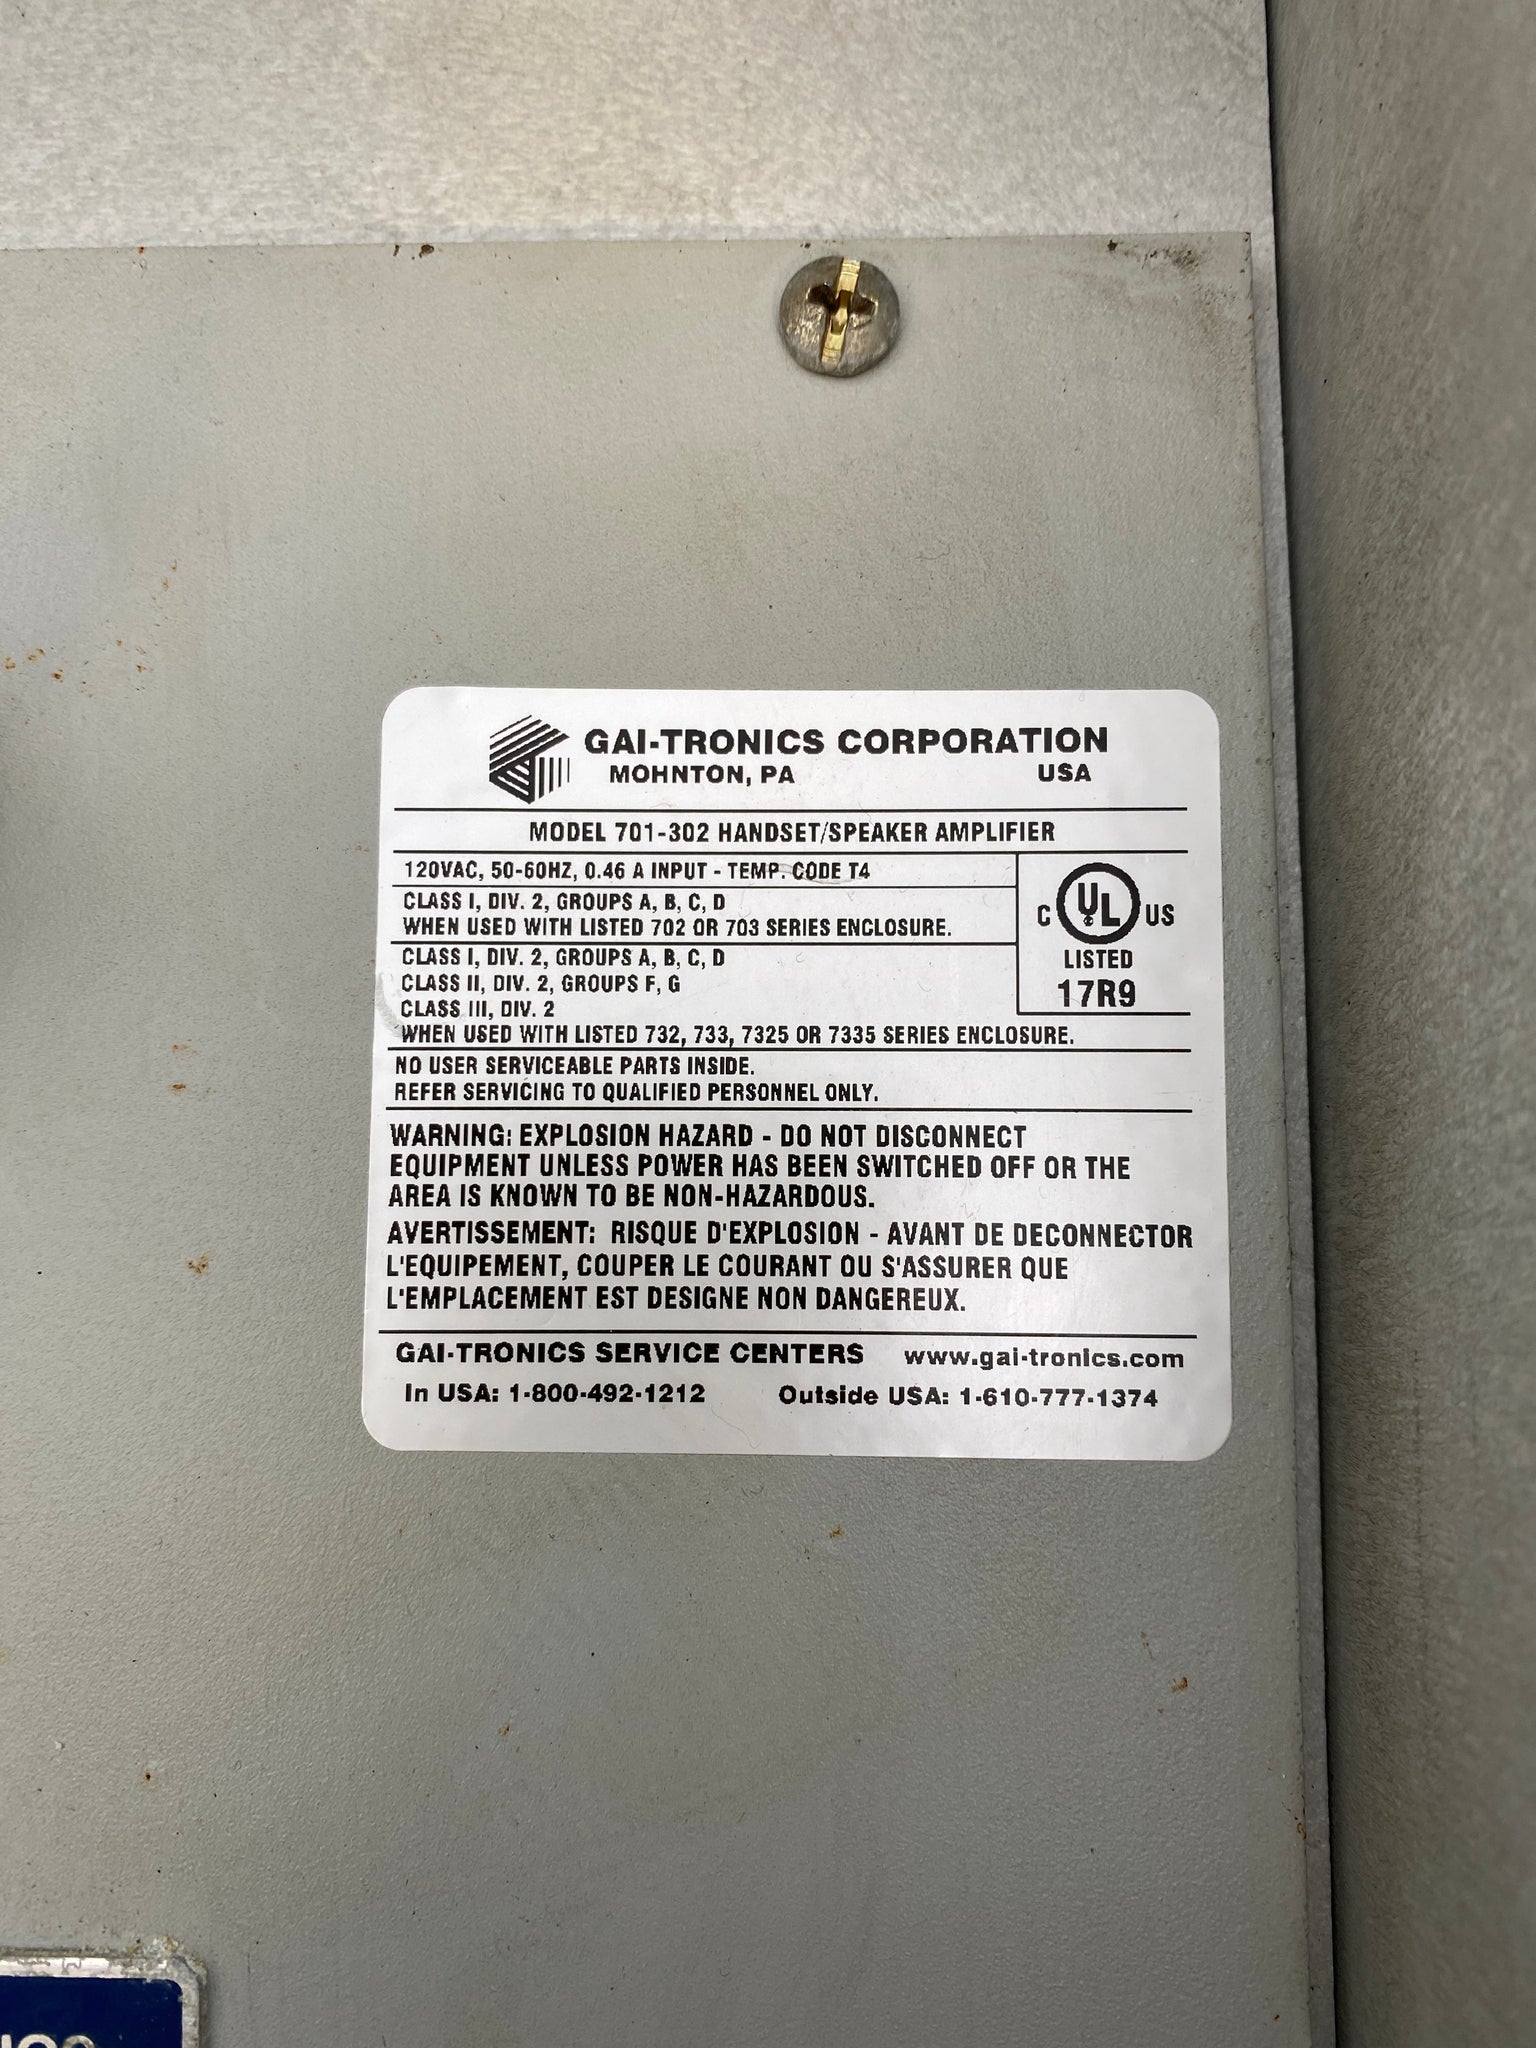 GAI-TRONICS CORPORATION
MOHNTON, PA USA
MODEL 701-302 HANDSET/SPEAKER AMPLIFIER
120VAC, 50-60HZ, 0.46 A INPUT - TEMP. CODE T4
CLASS I, DIV. 2, GROUPS A, B, C, D
WHEN USED WITH LISTED 702 OR 703 SERIES ENCLOSURE.
C UL US
LISTED
17R9
CLASS I, DIV. 2, GROUPS A, B, C, D
CLASS II, DIV. 2, GROUPS F, G
CLASS III, DIV. 2
WHEN USED WITH LISTED 732, 733, 7325 OR 7335 SERIES ENCLOSURE.
NO USER SERVICEABLE PARTS INSIDE.
REFER SERVICING TO QUALIFIED PERSONNEL ONLY.
WARNING: EXPLOSION HAZARD - DO NOT DISCONNECT
EQUIPMENT UNLESS POWER HAS BEEN SWITCHED OFF OR THE
AREA IS KNOWN TO BE NON-HAZARDOUS.
AVERTISSEMENT: RISQUE D'EXPLOSION - AVANT DE DECONNECTOR
L'EQUIPEMENT, COUPER LE COURANT OU S'ASSURER QUE
L'EMPLACEMENT EST DESIGNE NON DANGEREUX.
GAI-TRONICS SERVICE CENTERS www.gai-tronics.com
In USA: 1-800-492-1212 Outside USA: 1-610-777-1374